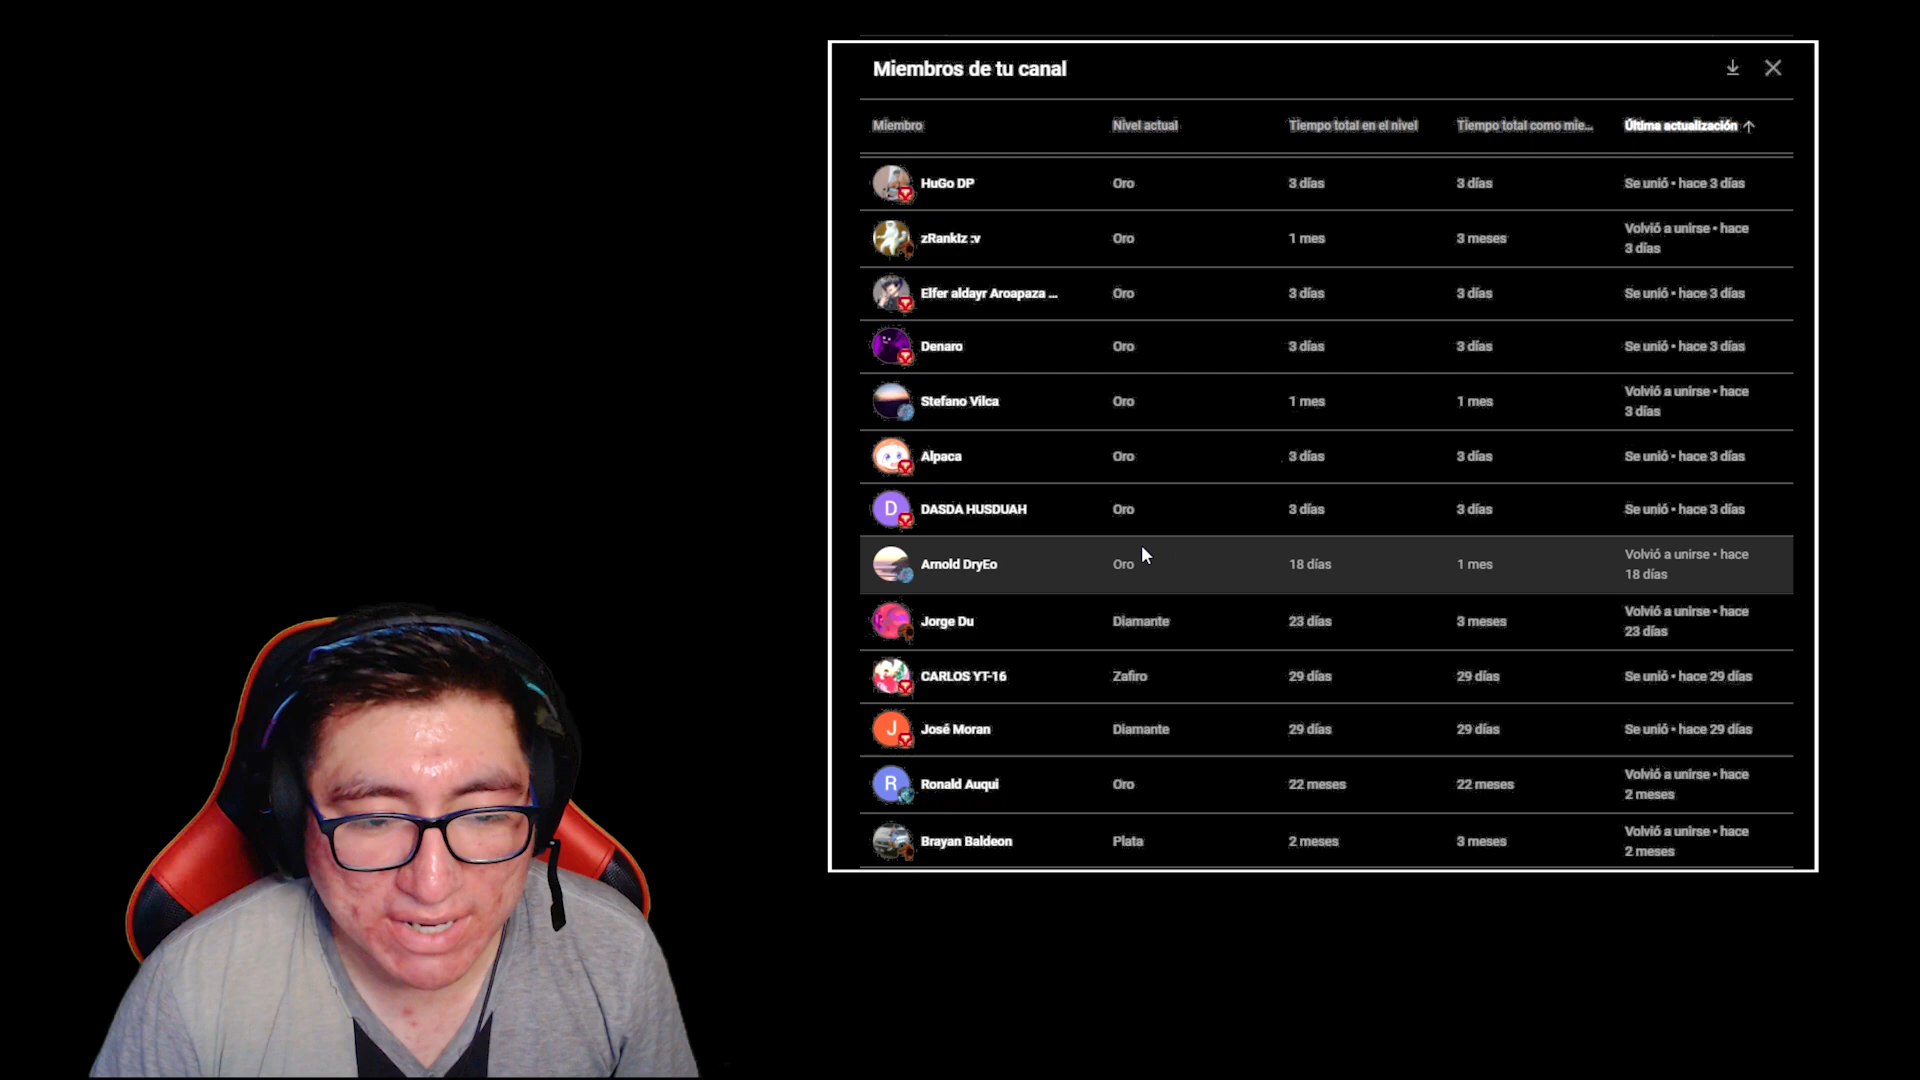 Miembros de tu canal
Miembro Nivel actual Tiempo total en el nivel Tiempo total como mie... Última actualización
HuGo DP Oro 3 días 3 días Se unió • hace 3 días
zRankIz :v Oro 1 mes 3 meses Volvió a unirse • hace
3 días
Elfer aldayr Aroapaza ... Oro 3 días 3 días Se unió • hace 3 días
Denaro Oro 3 días 3 días Se unió • hace 3 días
Stefano Vilca Oro 1 mes 1 mes Volvió a unirse • hace
3 días
Alpaca Oro 3 días 3 días Se unió • hace 3 días
D DASDA HUSDUAH Oro 3 días 3 días Se unió • hace 3 días
Arnold DryEo Oro 18 días 1 mes Volvió a unirse • hace
18 días
Jorge Du Diamante 23 días 3 meses Volvió a unirse • hace
23 días
CARLOS YT-16 Zafiro 29 días 29 días Se unió • hace 29 días
J José Moran Diamante 29 días 29 días Se unió • hace 29 días
R Ronald Auqui Oro 22 meses 22 meses Volvió a unirse • hace
2 meses
Brayan Baldeon Plata 2 meses 3 meses Volvió a unirse • hace
2 meses